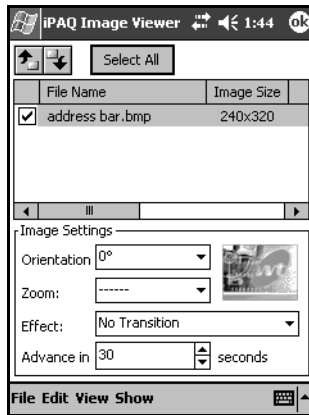 iPAQ Image Viewer 1:44 ok
Select All
File Name Image Size
address bar.bmp 240x320
Image Settings
Orientation 0°
Zoom: ------
Effect: No Transition
Advance in 30 seconds
File Edit View Show